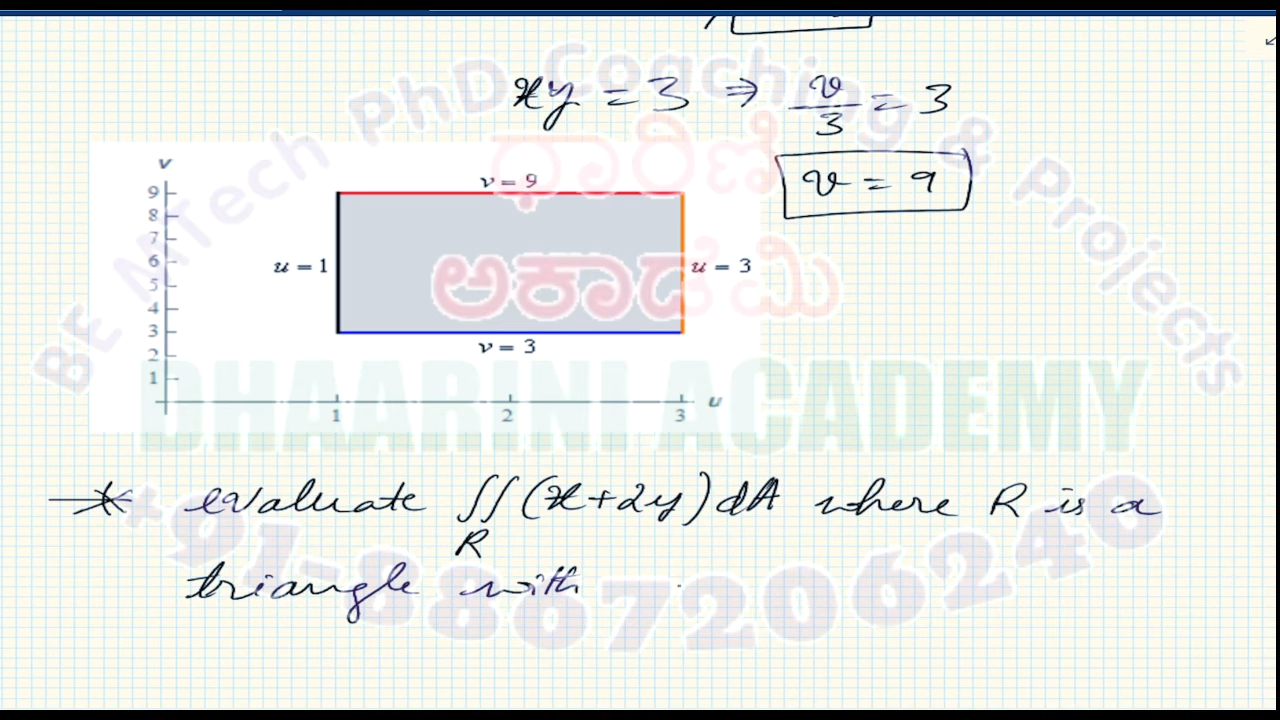 xy = 3 ⇒ v/3 = 3
v = 9
v
v = 9
9
8
7
6
5
4
3
2
1
u = 1
u = 3
v = 3
1 2 3 u
* evaluate ∬ (x+2y) dA where R is a
R
triangle with
BE MTech PhD Coaching & Projects
ಧಾರಿಣಿ
ಅಕಾಡೆಮಿ
DHAARINI ACADEMY
+91-8867206240